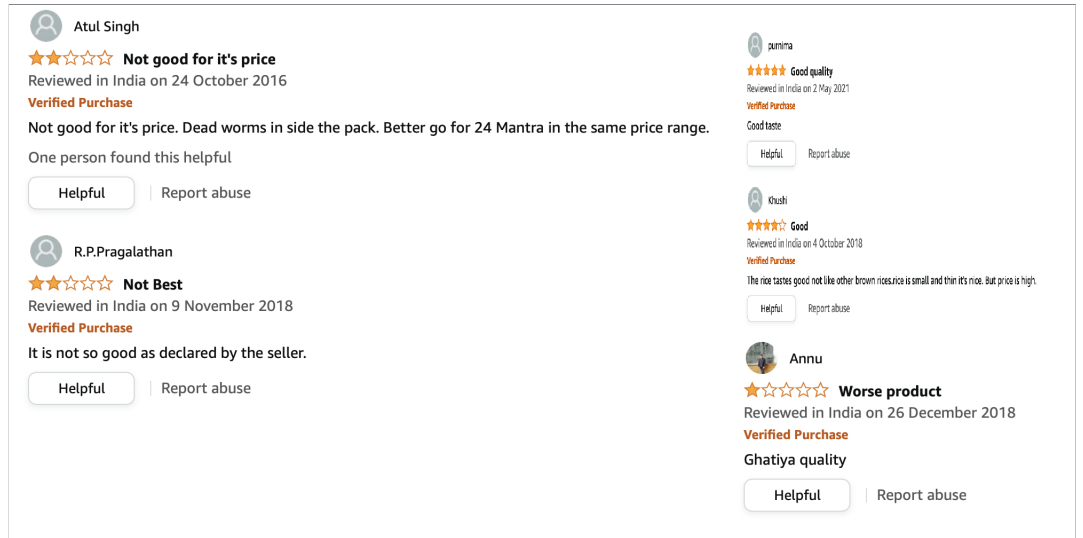 Atul Singh
Not good for it's price
Reviewed in India on 24 October 2016
Verified Purchase
Not good for it's price. Dead worms in side the pack. Better go for 24 Mantra in the same price range.
One person found this helpful
Helpful | Report abuse
R.P.Pragalathan
Not Best
Reviewed in India on 9 November 2018
Verified Purchase
It is not so good as declared by the seller.
Helpful | Report abuse
purnima
Good quality
Reviewed in India on 2 May 2021
Verified Purchase
Good taste
Helpful Report abuse
Khushi
Good
Reviewed in India on 4 October 2018
Verified Purchase
The rice tastes good not like other brown rices.rice is small and thin it's nice. But price is high.
Helpful Report abuse
Annu
Worse product
Reviewed in India on 26 December 2018
Verified Purchase
Ghatiya quality
Helpful | Report abuse